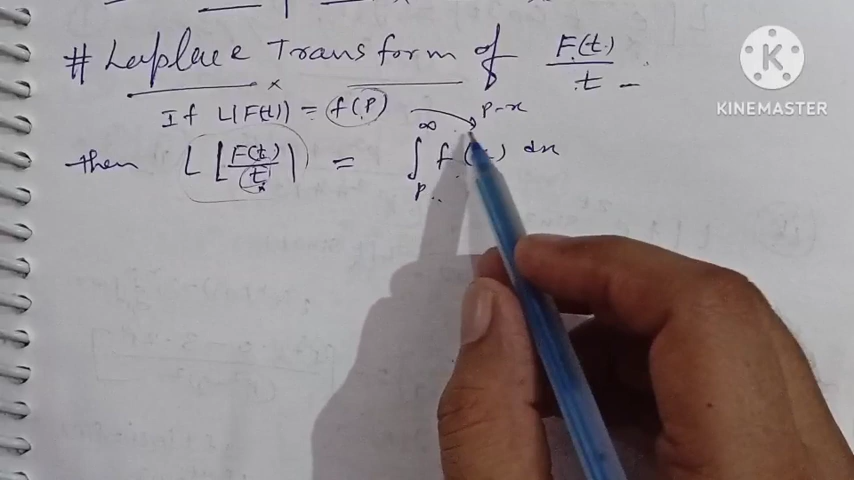 # Laplace Transform of F(t)/t
If L(F(t)) = f(p)
p-x
then L[F(t)/t] = ∫p^∞ f( ) dx
KINEMASTER